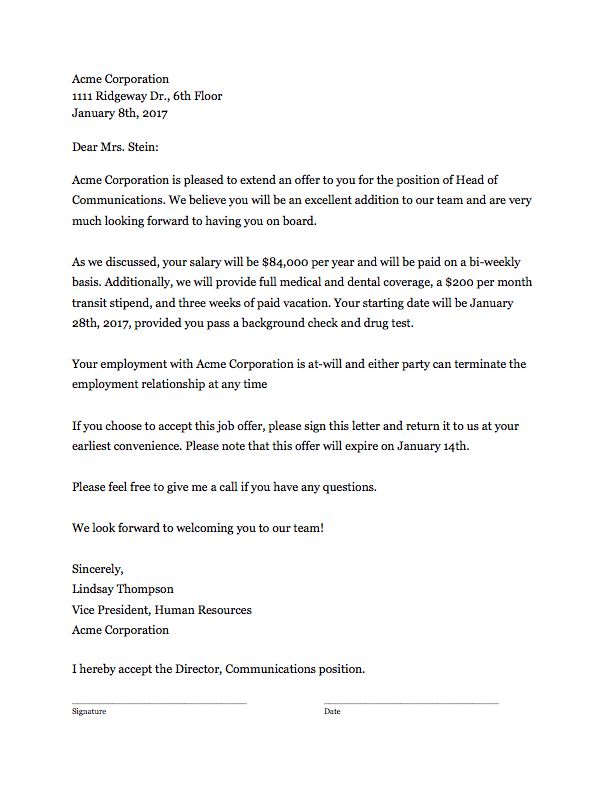 Acme Corporation
1111 Ridgeway Dr., 6th Floor
January 8th, 2017
Dear Mrs. Stein:
Acme Corporation is pleased to extend an offer to you for the position of Head of
Communications. We believe you will be an excellent addition to our team and are very
much looking forward to having you on board.
As we discussed, your salary will be $84,000 per year and will be paid on a bi-weekly
basis. Additionally, we will provide full medical and dental coverage, a $200 per month
transit stipend, and three weeks of paid vacation. Your starting date will be January
28th, 2017, provided you pass a background check and drug test.
Your employment with Acme Corporation is at-will and either party can terminate the
employment relationship at any time
If you choose to accept this job offer, please sign this letter and return it to us at your
earliest convenience. Please note that this offer will expire on January 14th.
Please feel free to give me a call if you have any questions.
We look forward to welcoming you to our team!
Sincerely,
Lindsay Thompson
Vice President, Human Resources
Acme Corporation
I hereby accept the Director, Communications position.
Signature Date